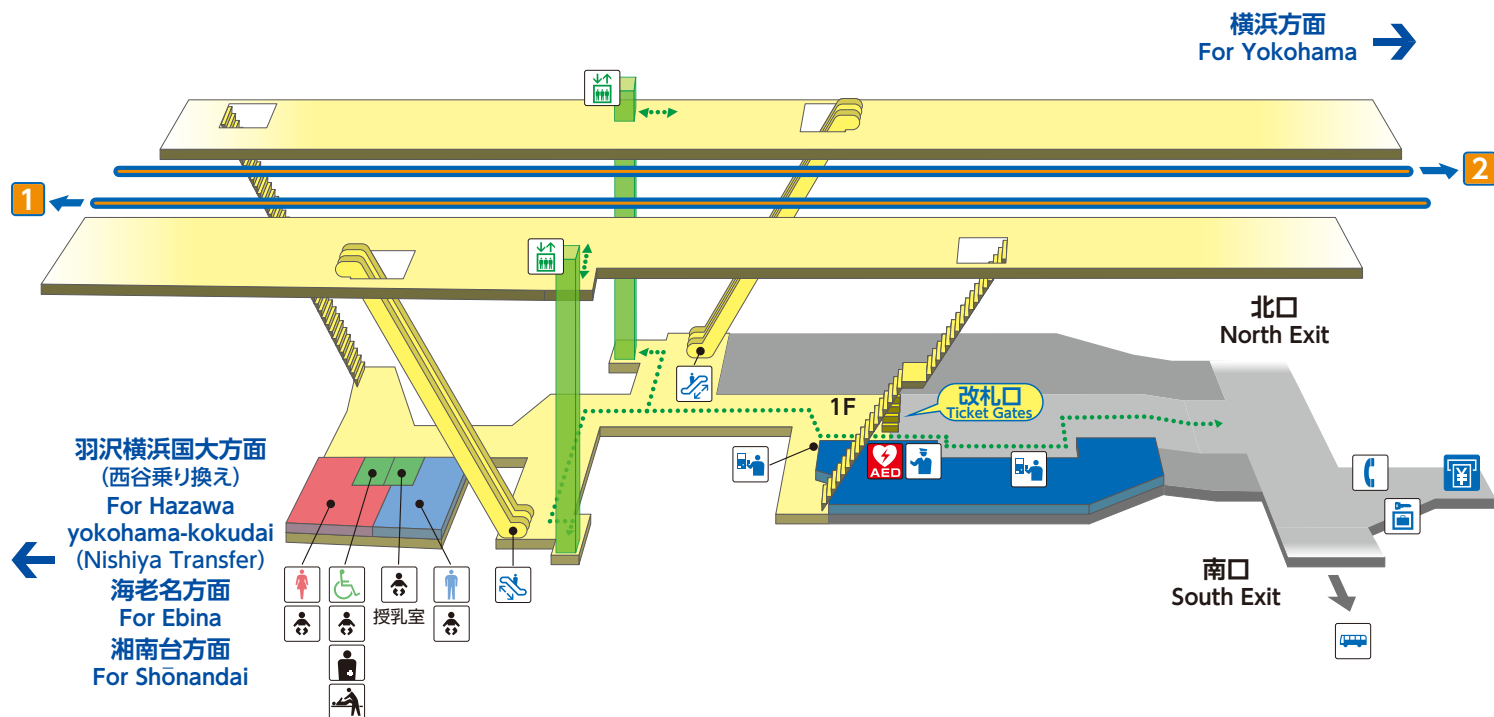 横浜方面
For Yokohama
2
1
北口
North Exit
1F
改札口
Ticket Gates
AED
羽沢横浜国大方面
(西谷乗り換え)
For Hazawa
yokohama-kokudai
(Nishiya Transfer)
海老名方面
For Ebina
湘南台方面
For Shōnandai
授乳室
南口
South Exit
¥